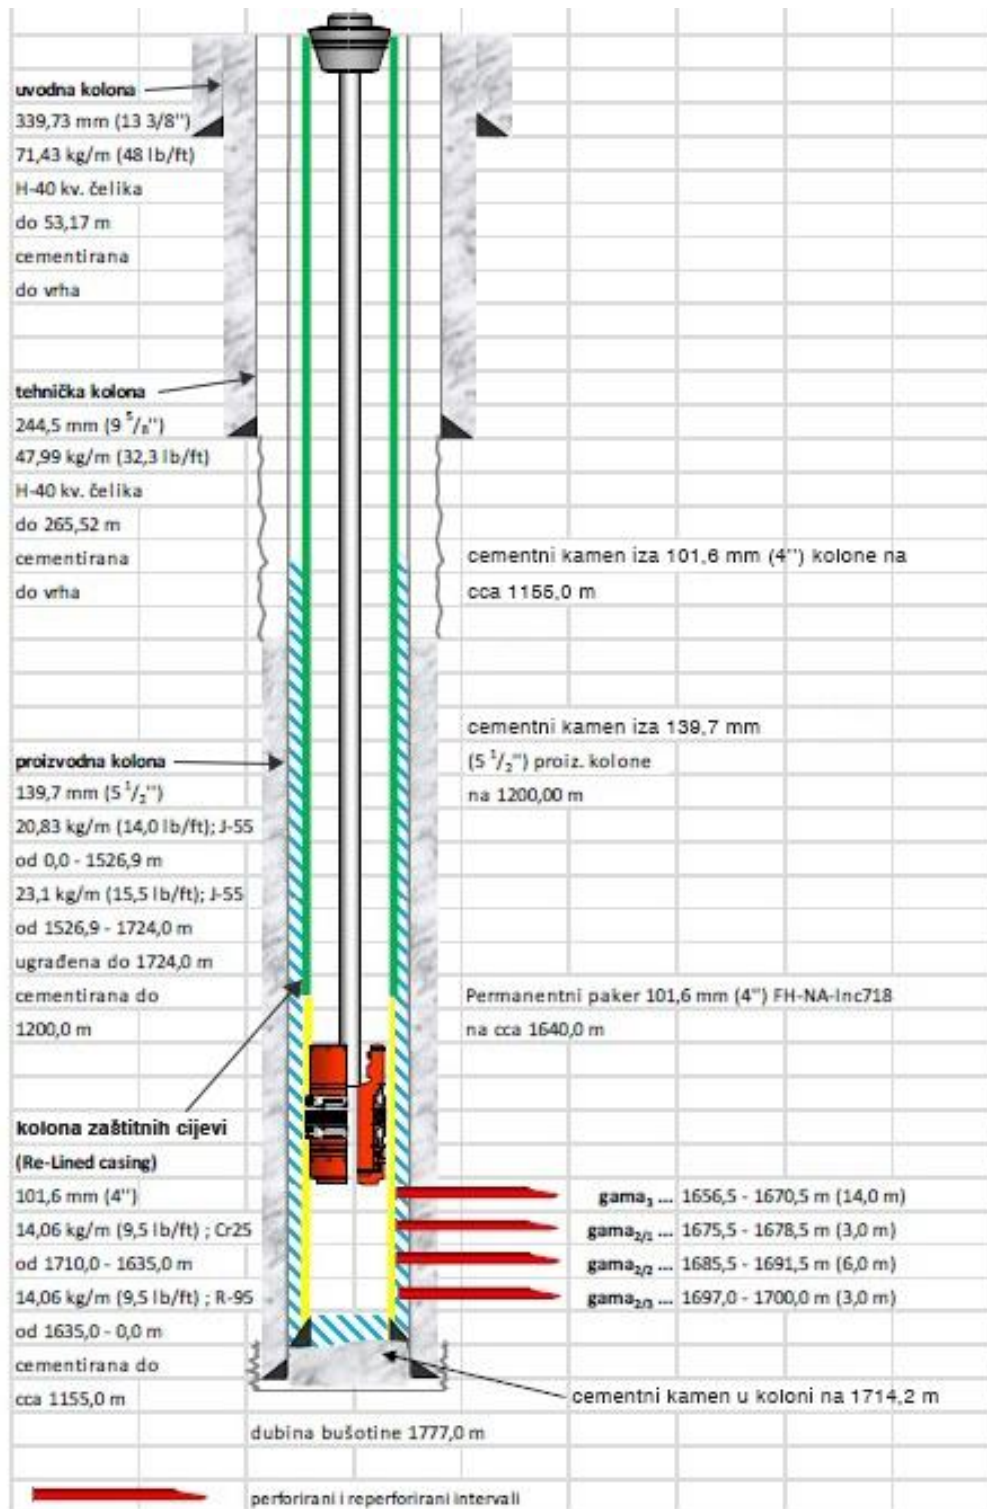 uvodna kolona
339,73 mm (13 3/8'')
71,43 kg/m (48 lb/ft)
H-40 kv. čelika
do 53,17 m
cementirana
do vrha
tehnička kolona
244,5 mm (9 5/8'')
47,99 kg/m (32,3 lb/ft)
H-40 kv. čelika
do 265,52 m
cementirana
do vrha
cementni kamen iza 101,6 mm (4'') kolone na
cca 1155,0 m
cementni kamen iza 139,7 mm
(5 1/2'') proiz. kolone
na 1200,00 m
proizvodna kolona
139,7 mm (5 1/2'')
20,83 kg/m (14,0 lb/ft); J-55
od 0,0 - 1526,9 m
23,1 kg/m (15,5 lb/ft); J-55
od 1526,9 - 1724,0 m
ugrađena do 1724,0 m
cementirana do
1200,0 m
Permanentni paker 101,6 mm (4'') FH-NA-Inc718
na cca 1640,0 m
kolona zaštitnih cijevi
(Re-Lined casing)
101,6 mm (4'')
14,06 kg/m (9,5 lb/ft) ; Cr25
od 1710,0 - 1635,0 m
14,06 kg/m (9,5 lb/ft) ; R-95
od 1635,0 - 0,0 m
cementirana do
cca 1155,0 m
gama3 ... 1656,5 - 1670,5 m (14,0 m)
gama2/1 ... 1675,5 - 1678,5 m (3,0 m)
gama2/2 ... 1685,5 - 1691,5 m (6,0 m)
gama2/3 ... 1697,0 - 1700,0 m (3,0 m)
cementni kamen u koloni na 1714,2 m
dubina bušotine 1777,0 m
perforirani i reperforirani intervali